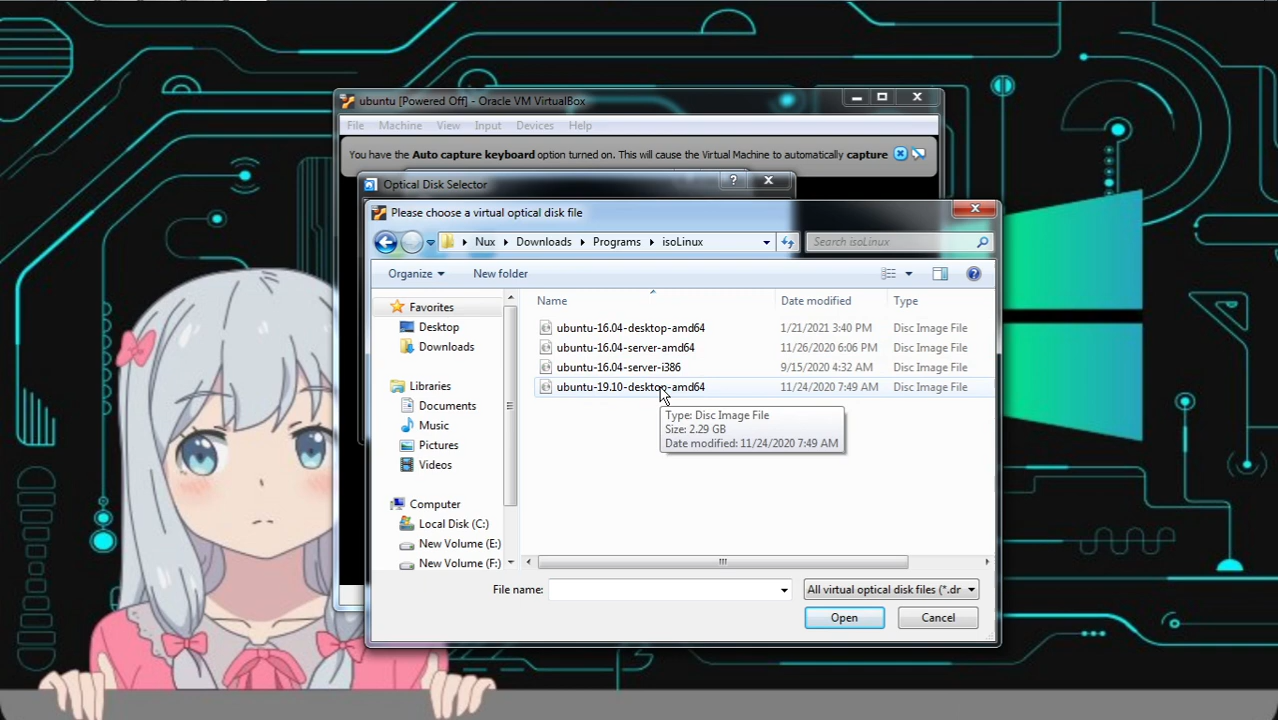 ubuntu [Powered Off] - Oracle VM VirtualBox
File Machine View Input Devices Help
You have the Auto capture keyboard option turned on. This will cause the Virtual Machine to automatically capture
Optical Disk Selector
?
Please choose a virtual optical disk file
Nux Downloads Programs isoLinux
Search isoLinux
Organize
New folder
Favorites
Desktop
Downloads
Libraries
Documents
Music
Pictures
Videos
Computer
Local Disk (C:)
New Volume (E:)
New Volume (F:)
Name Date modified Type
ubuntu-16.04-desktop-amd64 1/21/2021 3:40 PM Disc Image File
ubuntu-16.04-server-amd64 11/26/2020 6:06 PM Disc Image File
ubuntu-16.04-server-i386 9/15/2020 4:32 AM Disc Image File
ubuntu-19.10-desktop-amd64 11/24/2020 7:49 AM Disc Image File
Type: Disc Image File
Size: 2.29 GB
Date modified: 11/24/2020 7:49 AM
File name:
All virtual optical disk files (*.dr
Open
Cancel